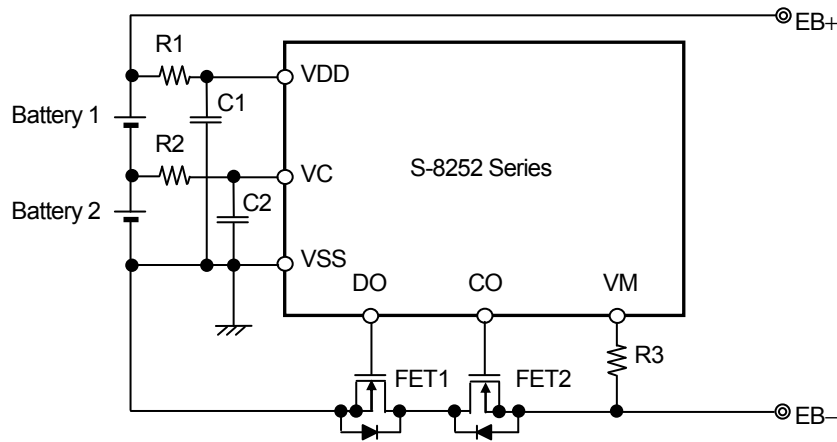 EB+
R1
VDD
C1
Battery 1
R2
S-8252 Series
VC
Battery 2
C2
VSS
DO
CO
VM
R3
FET1
FET2
EB−